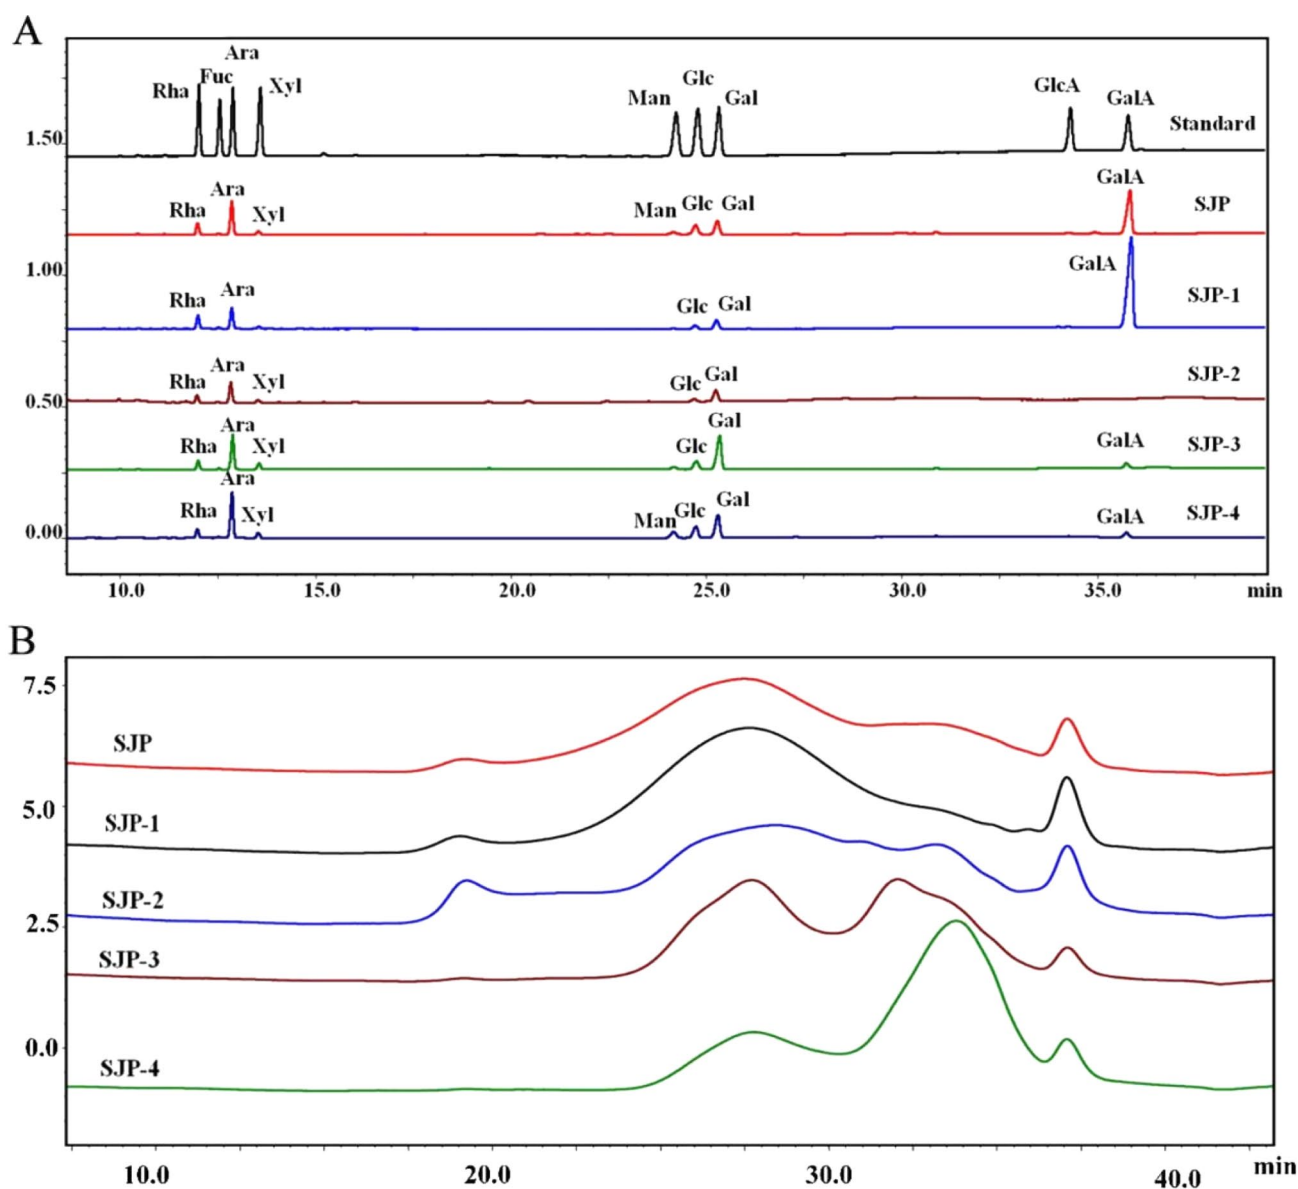 A
Ara
Fuc
Rha
Xyl
Glc
Man
Gal
GlcA
GalA
Standard
1.50
Rha
Ara
Xyl
Man
Glc
Gal
GalA
SJP
1.00
Rha
Ara
Glc
Gal
GalA
SJP-1
Rha
Ara
Xyl
Glc
Gal
SJP-2
0.50
Rha
Ara
Xyl
Glc
Gal
GalA
SJP-3
Rha
Ara
Xyl
Man
Glc
Gal
GalA
SJP-4
0.00
10.0 15.0 20.0 25.0 30.0 35.0 min
B
7.5
SJP
5.0
SJP-1
SJP-2
2.5
SJP-3
0.0
SJP-4
10.0 20.0 30.0 40.0 min